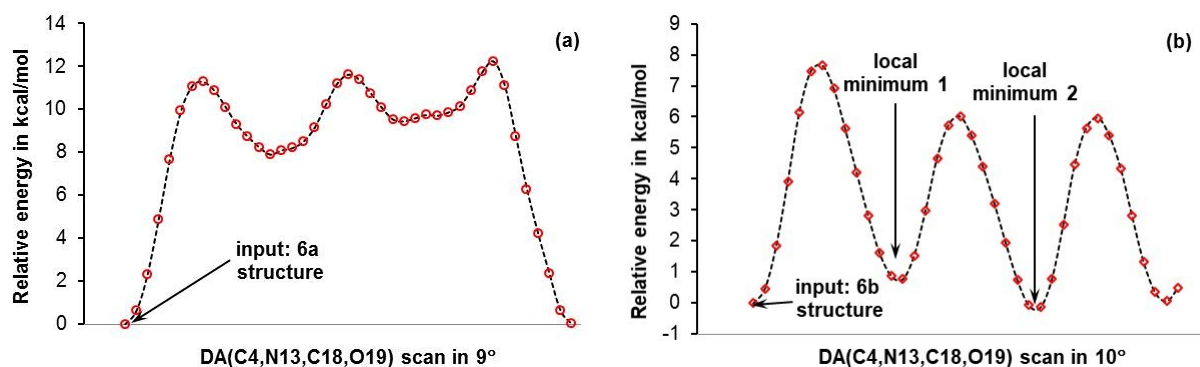 14
12
10
8
6
4
2
0
Relative energy in kcal/mol
(a)
input: 6a
structure
DA(C4,N13,C18,O19) scan in 9°
9
8
7
6
5
4
3
2
1
0
-1
Relative energy in kcal/mol
(b)
local
minimum 1
local
minimum 2
input: 6b
structure
DA(C4,N13,C18,O19) scan in 10°